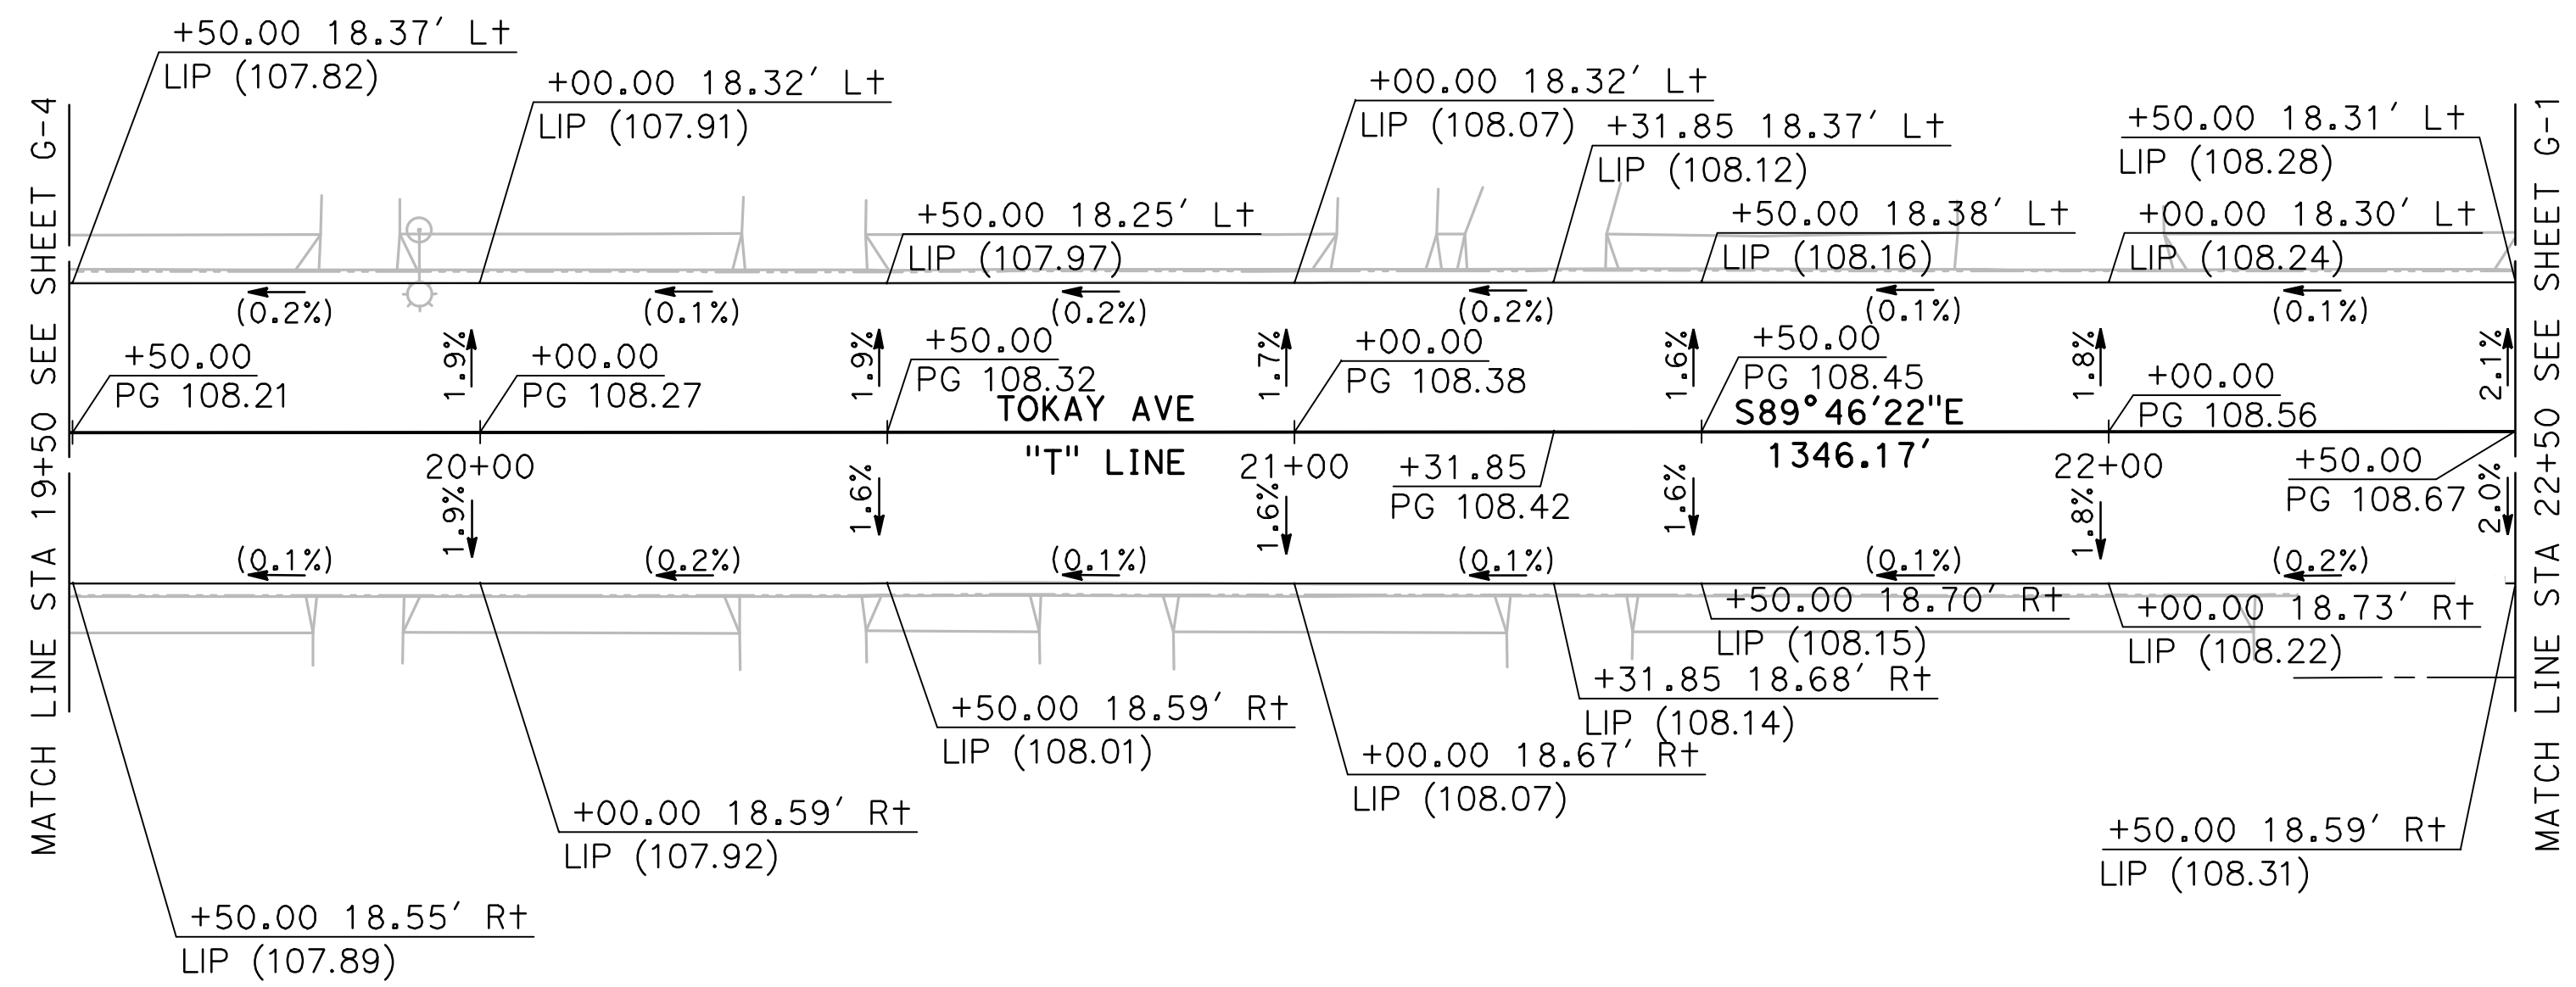 +50.00 18.37′ Lt
LIP (107.82)
+00.00 18.32′ Lt
LIP (107.91)
+00.00 18.32′ Lt
LIP (108.07)
+31.85 18.37′ Lt
LIP (108.12)
+50.00 18.31′ Lt
LIP (108.28)
+50.00 18.25′ Lt
LIP (107.97)
+50.00 18.38′ Lt
LIP (108.16)
+00.00 18.30′ Lt
LIP (108.24)
MATCH LINE STA 19+50 SEE SHEET G-4
MATCH LINE STA 22+50 SEE SHEET G-1
(0.2%)
(0.1%)
(0.2%)
(0.2%)
(0.1%)
(0.1%)
1.9%
1.9%
1.7%
1.6%
1.8%
2.1%
+50.00
PG 108.21
+00.00
PG 108.27
+50.00
PG 108.32
+00.00
PG 108.38
+50.00
PG 108.45
+00.00
PG 108.56
TOKAY AVE
"T" LINE
S89°46′22"E
1346.17′
20+00
21+00
22+00
+31.85
PG 108.42
+50.00
PG 108.67
1.9%
1.6%
1.6%
1.6%
1.8%
2.0%
(0.1%)
(0.2%)
(0.1%)
(0.1%)
(0.1%)
(0.2%)
+50.00 18.70′ Rt
LIP (108.15)
+00.00 18.73′ Rt
LIP (108.22)
+31.85 18.68′ Rt
LIP (108.14)
+50.00 18.59′ Rt
LIP (108.01)
+00.00 18.67′ Rt
LIP (108.07)
+00.00 18.59′ Rt
LIP (107.92)
+50.00 18.59′ Rt
LIP (108.31)
+50.00 18.55′ Rt
LIP (107.89)